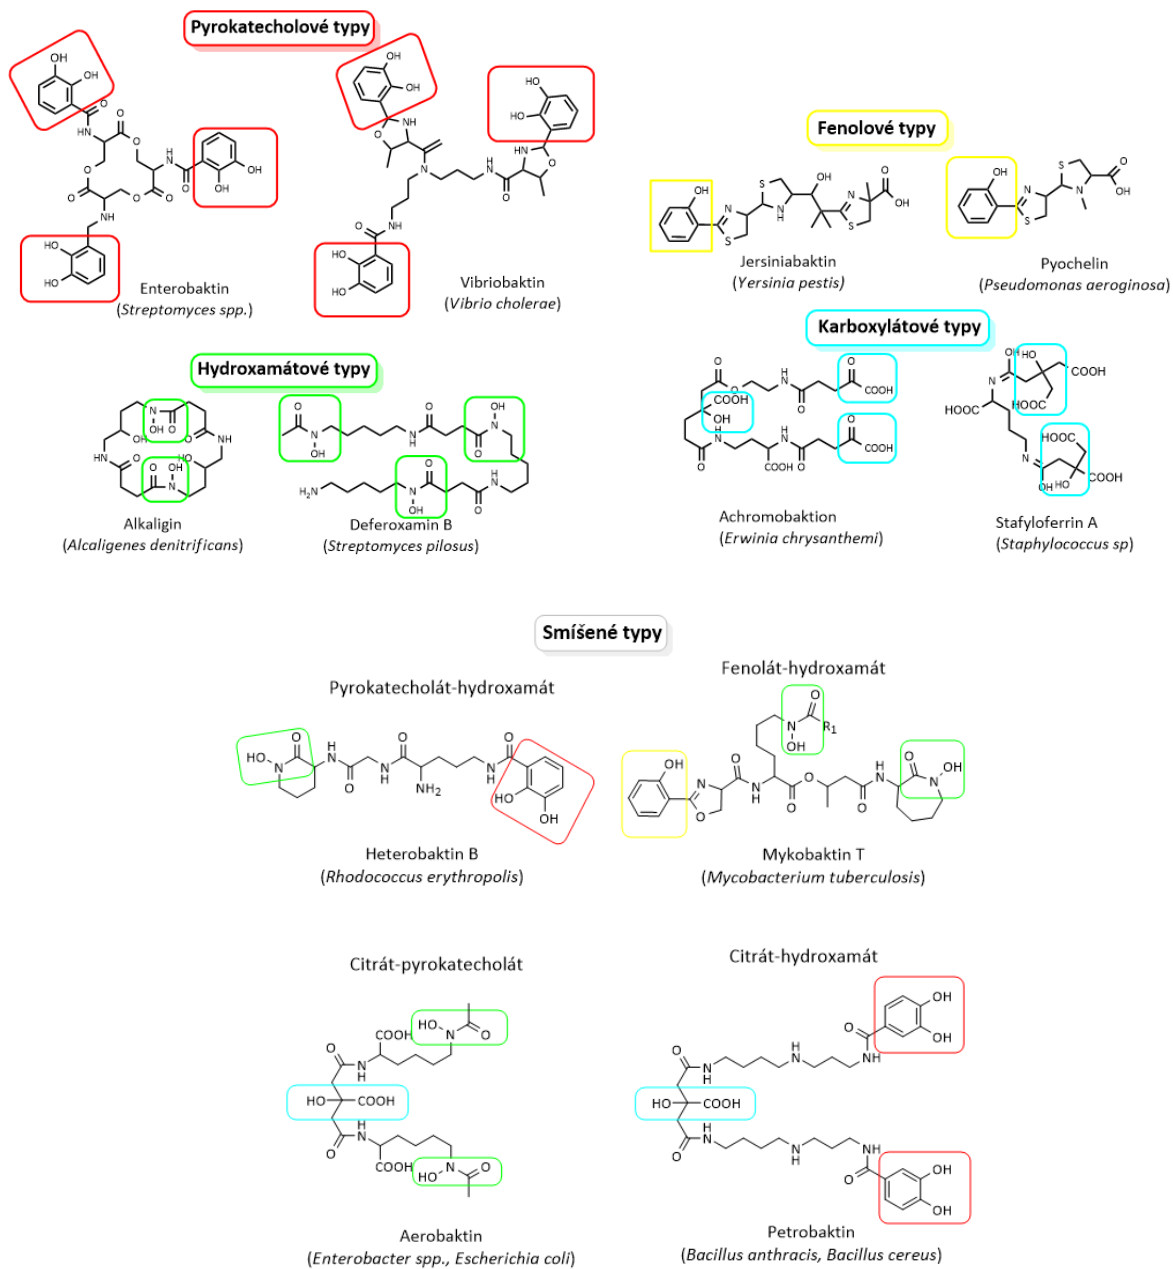 Pyrokatecholové typy
Enterobaktin
(Streptomyces spp.)
Vibriobaktin
(Vibrio cholerae)
Fenolové typy
Jersiniabaktin
(Yersinia pestis)
Pyochelin
(Pseudomonas aeroginosa)
Hydroxamátové typy
Alkaligin
(Alcaligenes denitrificans)
Deferoxamin B
(Streptomyces pilosus)
Karboxylátové typy
Achromobaktion
(Erwinia chrysanthemi)
Stafyloferrin A
(Staphylococcus sp)
Smíšené typy
Pyrokatecholát-hydroxamát
Heterobaktin B
(Rhodococcus erythropolis)
Fenolát-hydroxamát
Mykobaktin T
(Mycobacterium tuberculosis)
Citrát-pyrokatecholát
Aerobaktin
(Enterobacter spp., Escherichia coli)
Citrát-hydroxamát
Petrobaktin
(Bacillus anthracis, Bacillus cereus)